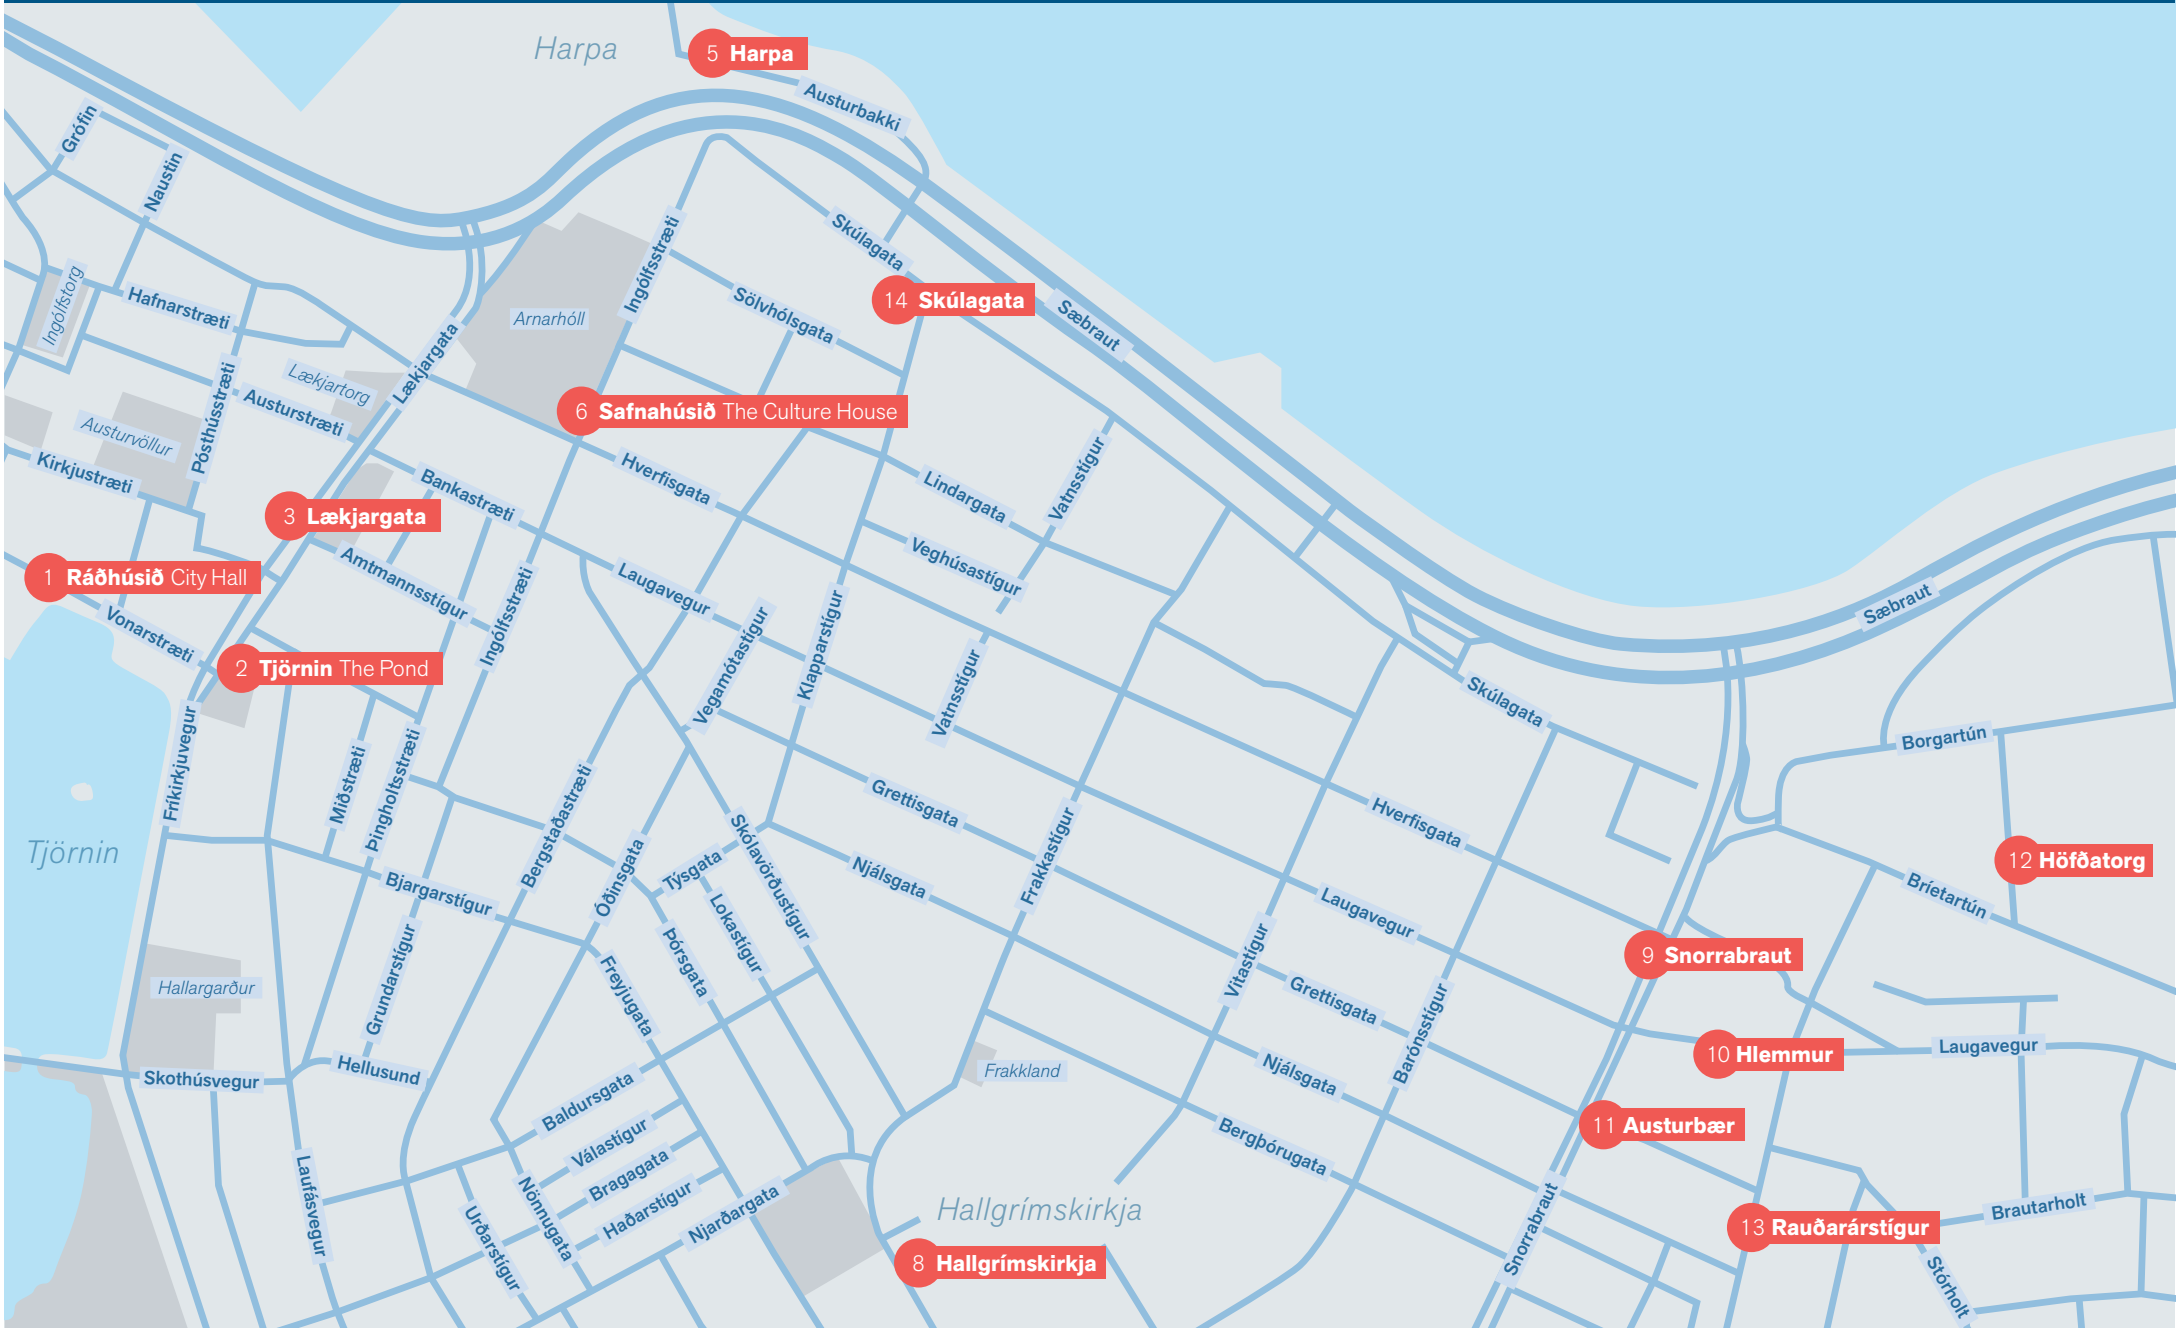 Harpa
5 Harpa
Austurbakki
Grófin
Naustin
Ingólfsstræti
Skúlagata
Ingólfstorg
Hafnarstræti
Arnarhóll
Sölvhólsgata
14 Skúlagata
Sæbraut
Lækjargata
Lækjartorg
Pósthússtræti
Austurstræti
6 Safnahúsið The Culture House
Austurvöllur
Kirkjustræti
Bankastræti
Hverfisgata
Lindargata
Vatnsstígur
3 Lækjargata
Amtmannsstígur
Veghúsastígur
1 Ráðhúsið City Hall
Laugavegur
Ingólfsstræti
Vonarstræti
Vegamótastígur
Klapparstígur
Sæbraut
2 Tjörnin The Pond
Vatnsstígur
Skúlagata
Fríkirkjuvegur
Borgartún
Miðstræti
Þingholtsstræti
Bergstaðastræti
Grettisgata
Hverfisgata
Tjörnin
Óðinsgata
Týsgata
Skólavörðustígur
Frakkastígur
12 Höfðatorg
Bjargarstígur
Njálsgata
Laugavegur
Bríetartún
Lokastígur
Þórsgata
Freyjugata
Vitastígur
9 Snorrabraut
Hallargarður
Grundarstígur
Grettisgata
Barónsstígur
Hellusund
Skothúsvegur
Frakkland
Njálsgata
10 Hlemmur
Laugavegur
Baldursgata
Válastígur
Bragagata
Bergþórugata
11 Austurbær
Laufásvegur
Nönnugata
Haðarstígur
Njarðargata
Urðarstígur
Hallgrímskirkja
8 Hallgrímskirkja
Snorrabraut
13 Rauðarárstígur
Brautarholt
Stórholt